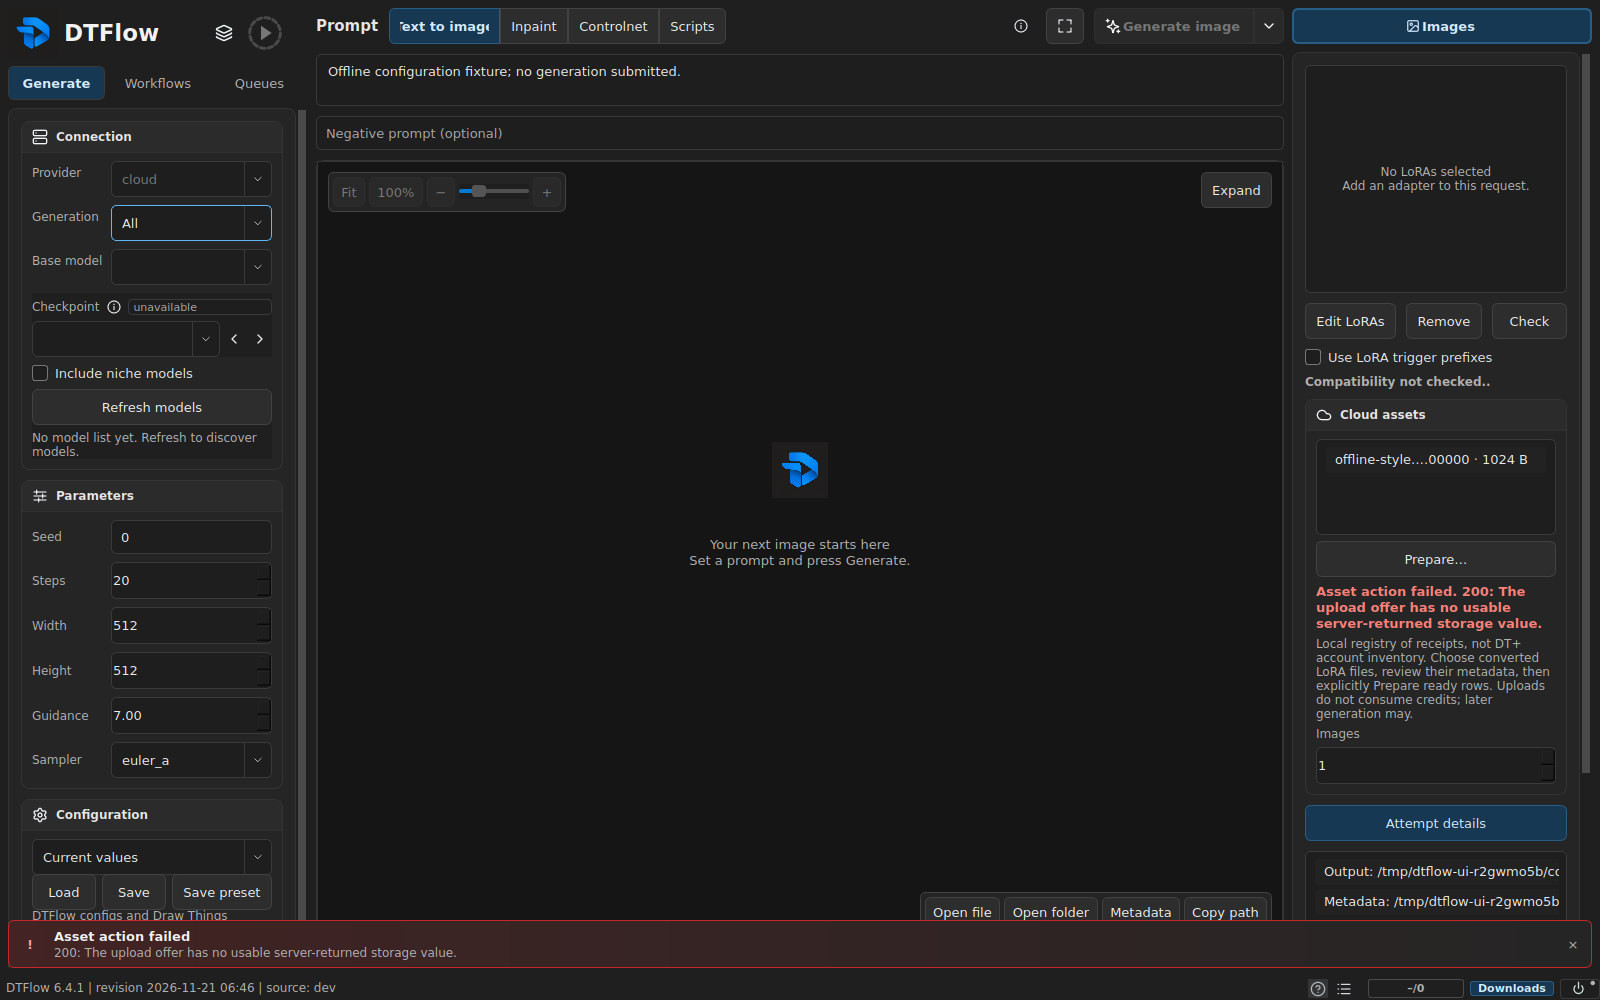 DTFlow
Generate
Workflows
Queues
Connection
Provider
cloud
Generation
All
Base model
Checkpoint
unavailable
Include niche models
Refresh models
No model list yet. Refresh to discover
models.
Parameters
Seed
0
Steps
20
Width
512
Height
512
Guidance
7.00
Sampler
euler_a
Configuration
Current values
Load
Save
Save preset
DTFlow configs and Draw Things
Prompt
Text to image
Inpaint
Controlnet
Scripts
Generate image
Offline configuration fixture; no generation submitted.
Negative prompt (optional)
Fit
100%
−
+
Expand
Your next image starts here
Set a prompt and press Generate.
Open file
Open folder
Metadata
Copy path
Images
No LoRAs selected
Add an adapter to this request.
Edit LoRAs
Remove
Check
Use LoRA trigger prefixes
Compatibility not checked..
Cloud assets
offline-style....00000 · 1024 B
Prepare...
Asset action failed. 200: The
upload offer has no usable
server-returned storage value.
Local registry of receipts, not DT+
account inventory. Choose converted
LoRA files, review their metadata, then
explicitly Prepare ready rows. Uploads
do not consume credits; later
generation may.
Images
1
Attempt details
Output: /tmp/dtflow-ui-r2gwmo5b/cc
Metadata: /tmp/dtflow-ui-r2gwmo5b
!
Asset action failed
200: The upload offer has no usable server-returned storage value.
×
DTFlow 6.4.1 | revision 2026-11-21 06:46 | source: dev
-/0
Downloads